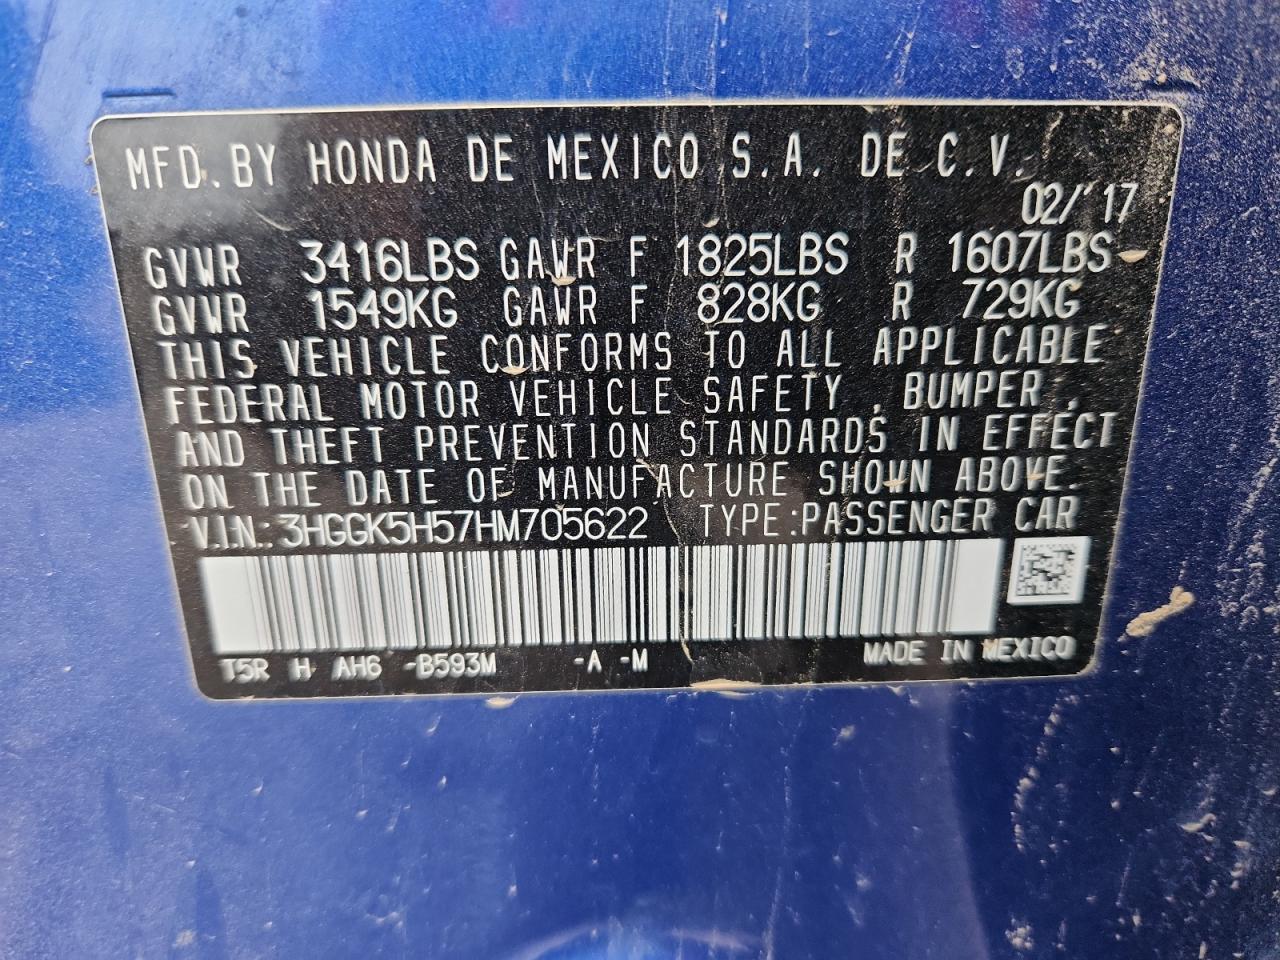 MFD. BY HONDA DE MEXICO S.A. DE C.V.
02/'17
GVWR 3416LBS GAWR F 1825LBS R 1607LBS
GVWR 1549KG GAWR F 828KG R 729KG
THIS VEHICLE CONFORMS TO ALL APPLICABLE
FEDERAL MOTOR VEHICLE SAFETY , BUMPER ,
AND THEFT PREVENTION STANDARDS IN EFFECT
ON THE DATE OF MANUFACTURE SHOWN ABOVE.
V.I.N.: 3HGGK5H57HM705622 TYPE:PASSENGER CAR
T5R H AH6 -B593M -A -M MADE IN MEXICO